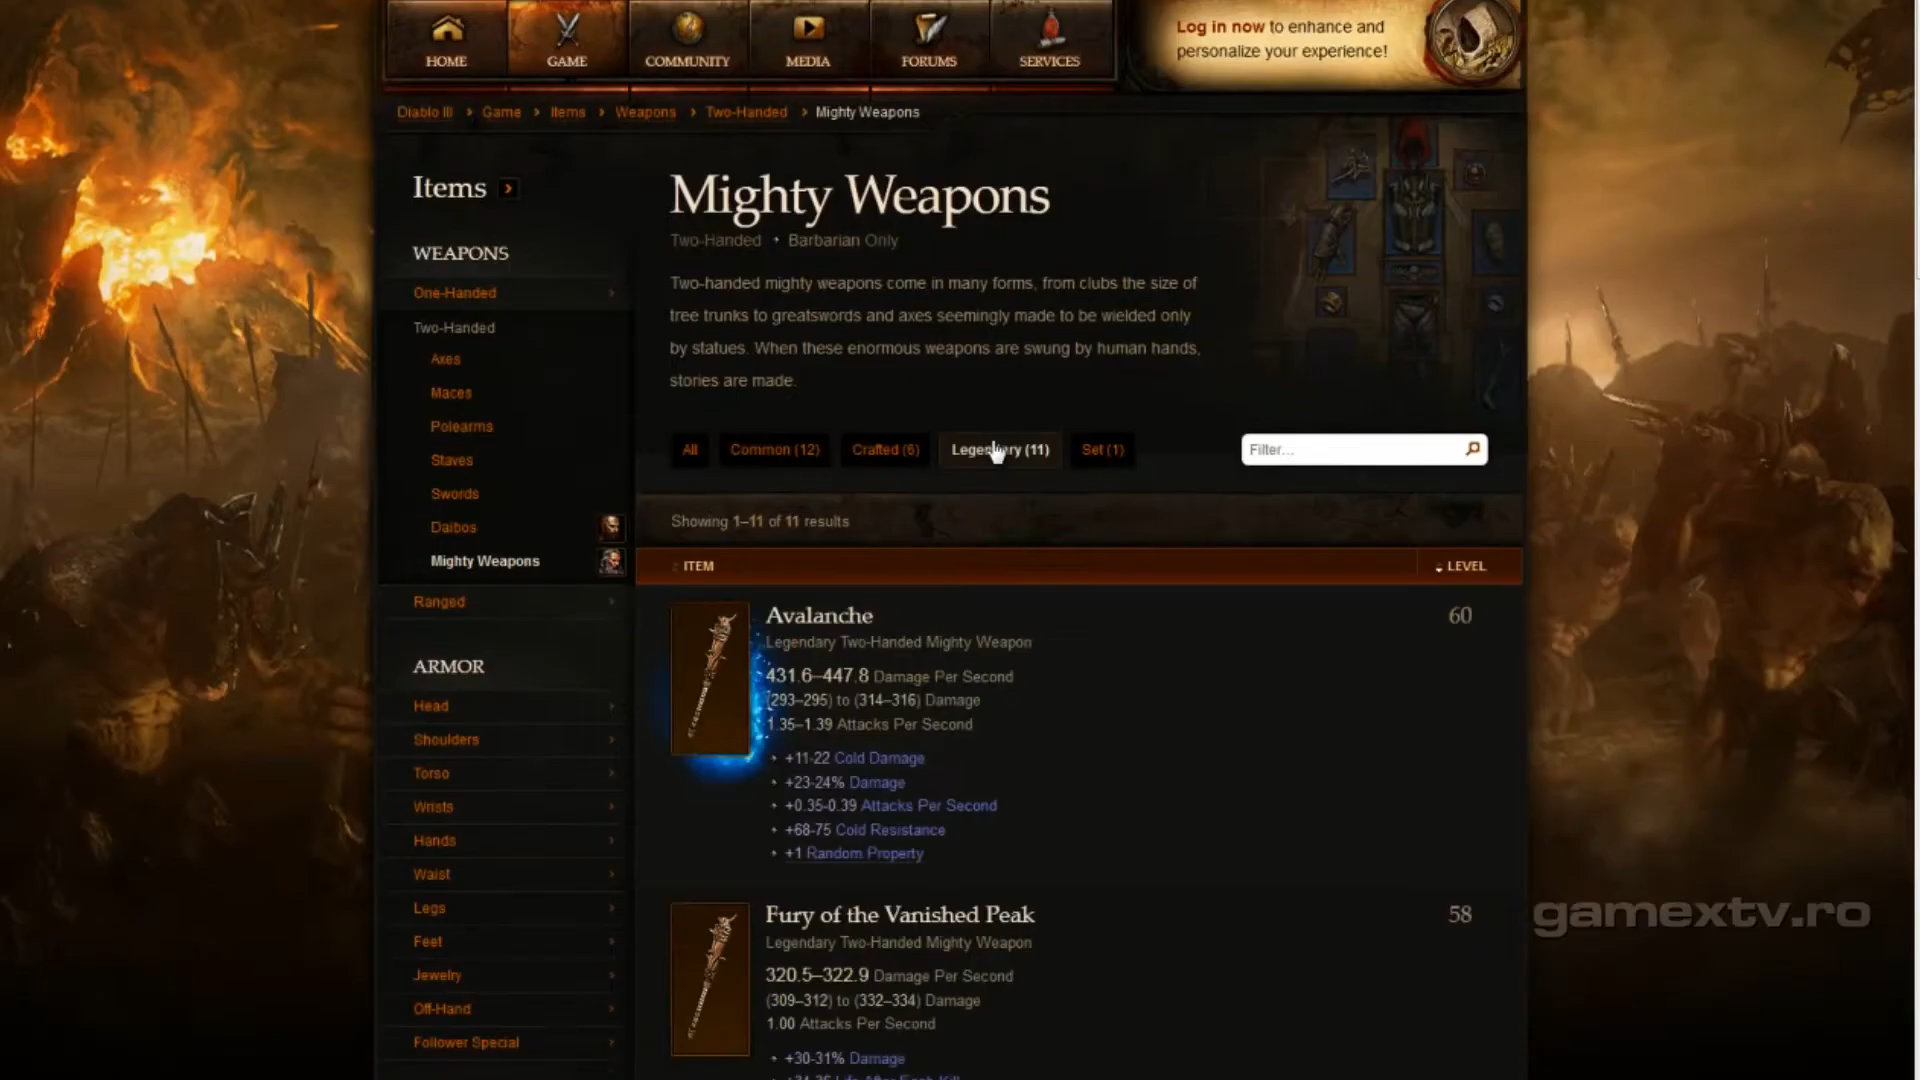 HOME
GAME
COMMUNITY
MEDIA
FORUMS
SERVICES
Log in now to enhance and
personalize your experience!
Diablo III > Game > Items > Weapons > Two-Handed > Mighty Weapons
Items
WEAPONS
One-Handed
Two-Handed
Axes
Maces
Polearms
Staves
Swords
Daibos
Mighty Weapons
Ranged
ARMOR
Head
Shoulders
Torso
Wrists
Hands
Waist
Legs
Feet
Jewelry
Off-Hand
Follower Special
Mighty Weapons
Two-Handed • Barbarian Only
Two-handed mighty weapons come in many forms, from clubs the size of
tree trunks to greatswords and axes seemingly made to be wielded only
by statues. When these enormous weapons are swung by human hands,
stories are made.
All
Common (12)
Crafted (6)
Legendary (11)
Set (1)
Filter...
Showing 1–11 of 11 results
ITEM
LEVEL
Avalanche
60
Legendary Two-Handed Mighty Weapon
431.6–447.8 Damage Per Second
(293–295) to (314–316) Damage
1.35–1.39 Attacks Per Second
+11-22 Cold Damage
+23-24% Damage
+0.35-0.39 Attacks Per Second
+68-75 Cold Resistance
+1 Random Property
Fury of the Vanished Peak
58
Legendary Two-Handed Mighty Weapon
320.5–322.9 Damage Per Second
(309–312) to (332–334) Damage
1.00 Attacks Per Second
+30-31% Damage
Life After Each Kill
gamextv.ro